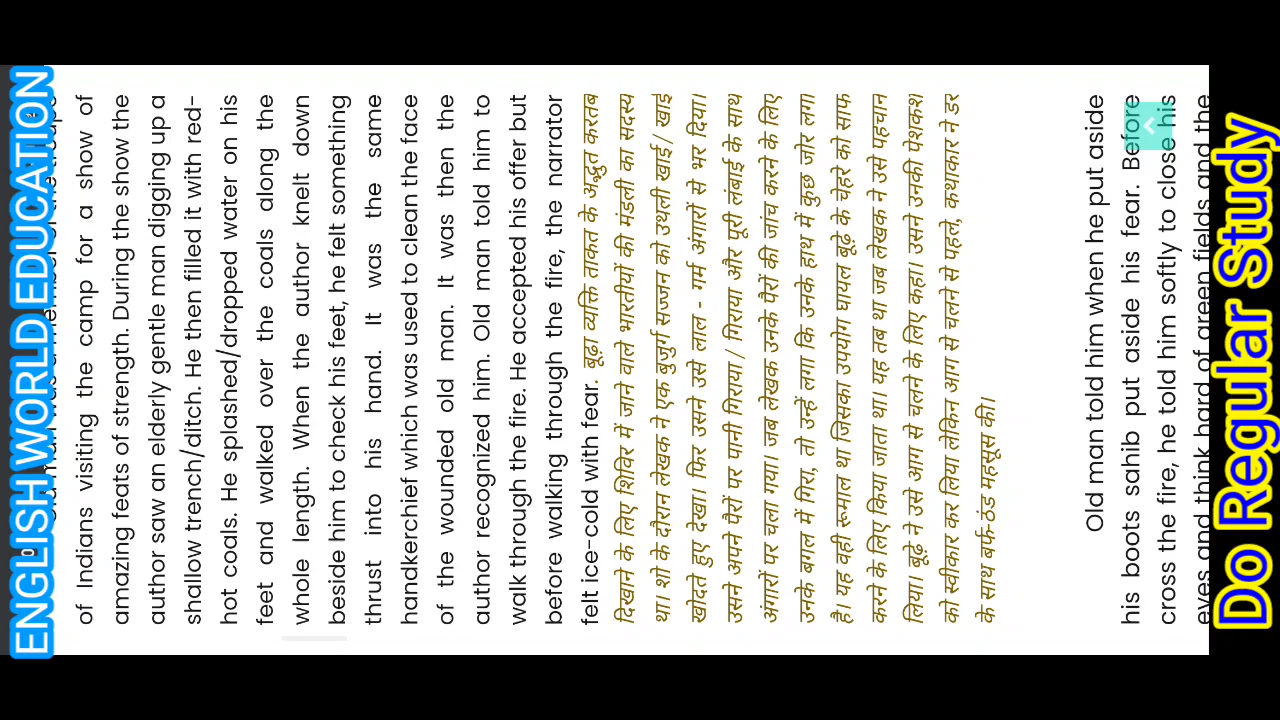 ENGLISH WORLD EDUCATION
of Indians visiting the camp for a show of
amazing feats of strength. During the show the
author saw an elderly gentle man digging up a
shallow trench/ditch. He then filled it with red-
hot coals. He splashed/dropped water on his
feet and walked over the coals along the
whole length. When the author knelt down
beside him to check his feet, he felt something
thrust into his hand. It was the same
handkerchief which was used to clean the face
of the wounded old man. It was then the
author recognized him. Old man told him to
walk through the fire. He accepted his offer but
before walking through the fire, the narrator
felt ice-cold with fear. बूढ़ा व्यक्ति ताकत के अद्भुत करतब
दिखाने के लिए शिविर में जाने वाले भारतीयों की मंडली का सदस्य
था। शो के दौरान लेखक ने एक बुजुर्ग सज्जन को उथली खाई/ खाई
खोदते हुए देखा। फिर उसने उसे लाल - गर्म अंगारों से भर दिया।
उसने अपने पैरों पर पानी गिराया / गिराया और पूरी लंबाई के साथ
अंगारों पर चला गया। जब लेखक उनके पैरों की जांच करने के लिए
उनके बगल में गिरा, तो उन्हें लगा कि उनके हाथ में कुछ जोर लगा
है। यह वही रूमाल था जिसका उपयोग घायल बूढ़े के चेहरे को साफ
करने के लिए किया जाता था। यह तब था जब लेखक ने उसे पहचान
लिया। बूढ़े ने उसे आग से चलने के लिए कहा। उसने उनकी पेशकश
को स्वीकार कर लिया लेकिन आग से चलने से पहले, कथाकार ने डर
के साथ बर्फ-ठंड महसूस की।
Old man told him when he put aside
his boots sahib put aside his fear. Before
cross the fire, he told him softly to close his
eyes and think hard of green fields and the
Do Regular Study